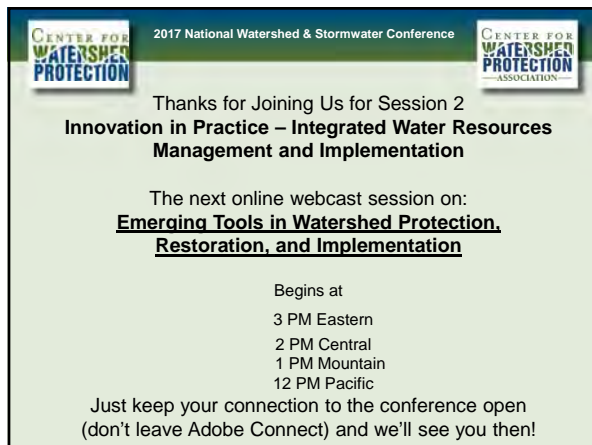 CENTER FOR
WATERSHED
PROTECTION
2017 National Watershed & Stormwater Conference
CENTER FOR
WATERSHED
PROTECTION
ASSOCIATION
Thanks for Joining Us for Session 2
Innovation in Practice – Integrated Water Resources
Management and Implementation
The next online webcast session on:
Emerging Tools in Watershed Protection,
Restoration, and Implementation
Begins at
3 PM Eastern
2 PM Central
1 PM Mountain
12 PM Pacific
Just keep your connection to the conference open
(don’t leave Adobe Connect) and we’ll see you then!